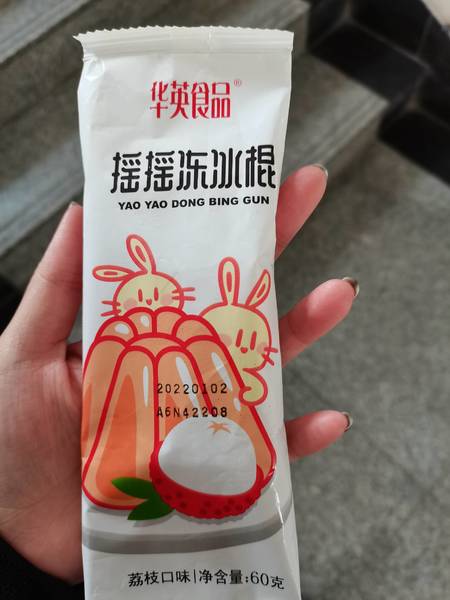 华英食品®
摇摇冻冰棍
YAO YAO DONG BING GUN
20220102
A6N42208
荔枝口味|净含量:60克